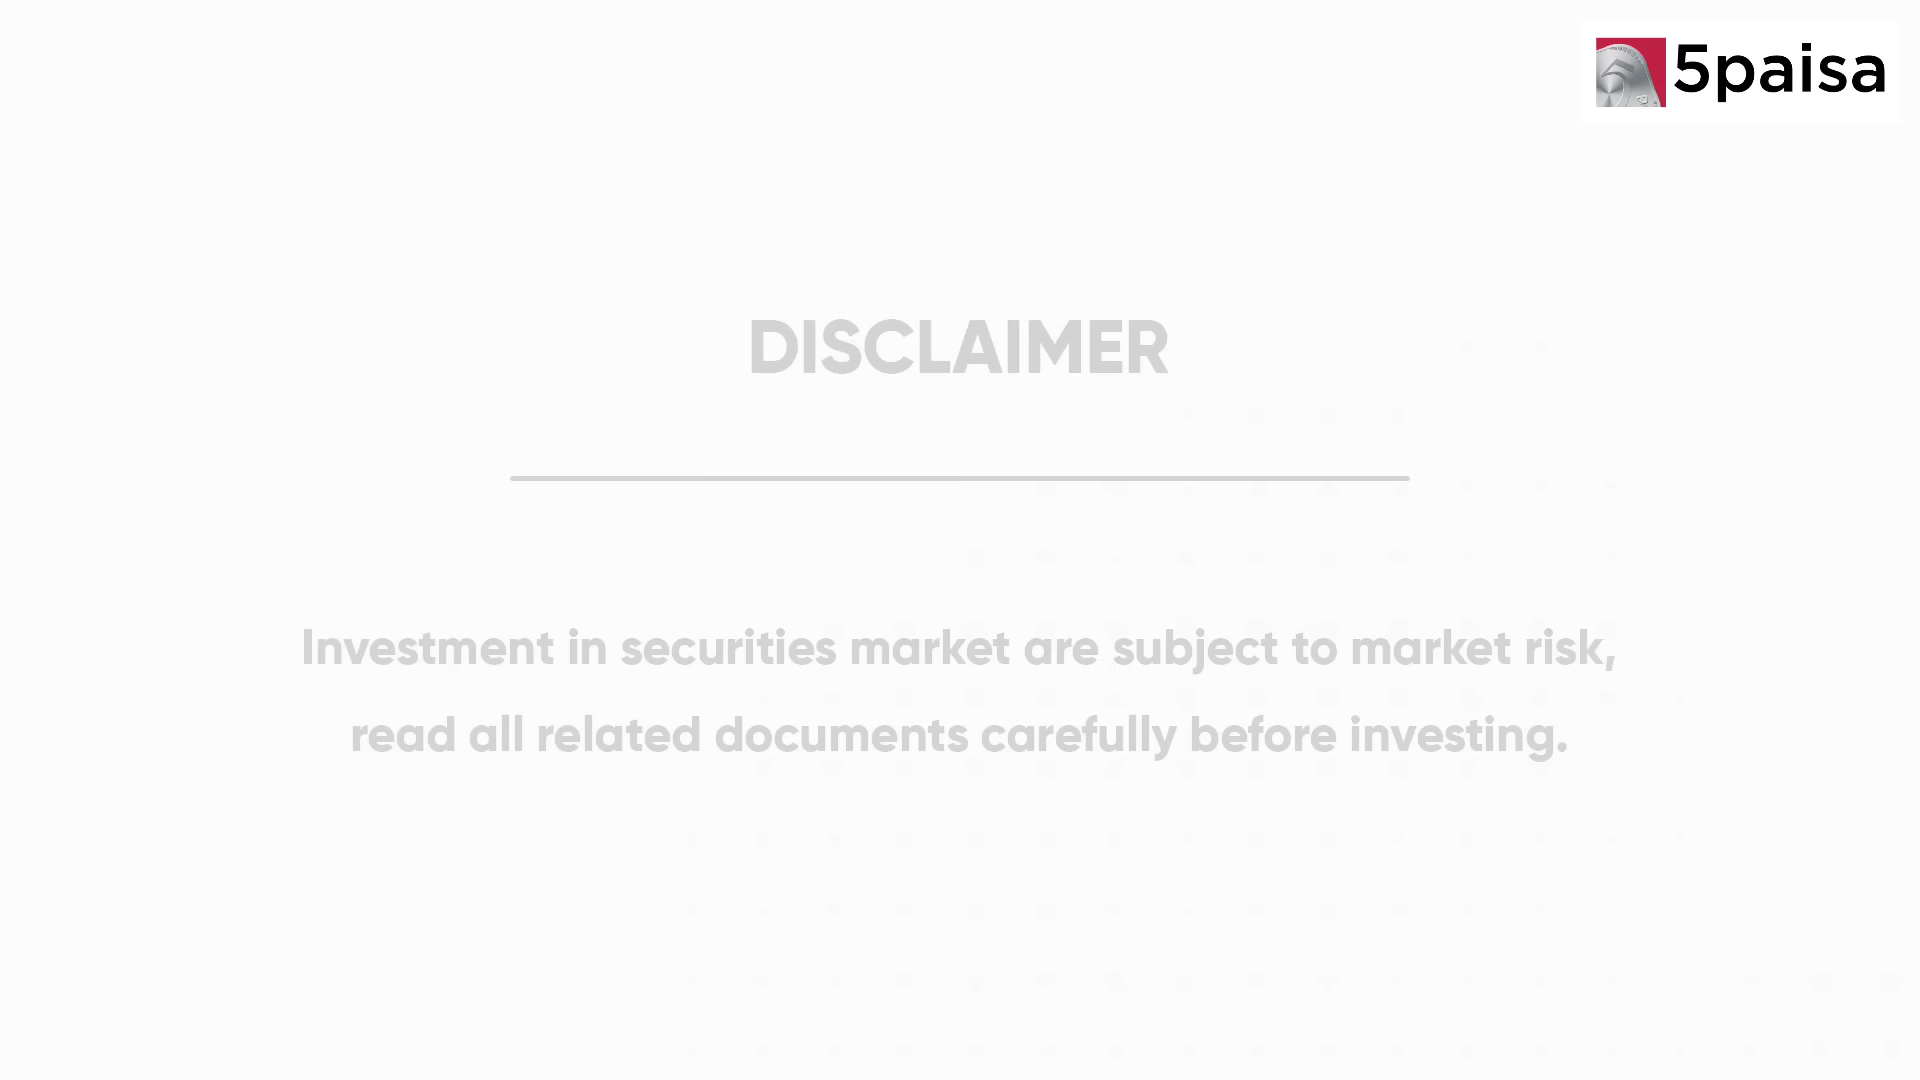 5paisa
DISCLAIMER
Investment in securities market are subject to market risk,
read all related documents carefully before investing.